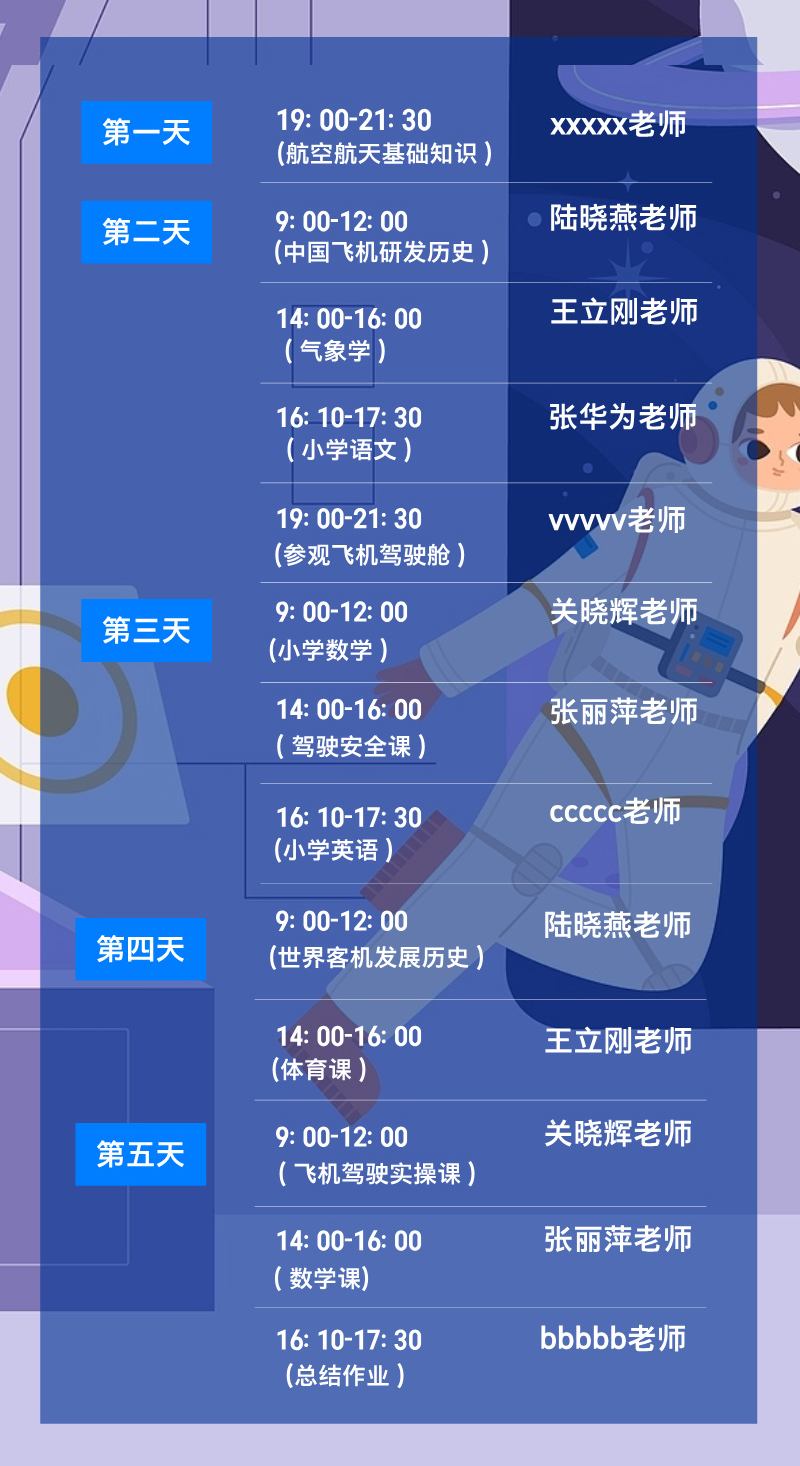 第一天
19: 00-21: 30
xxxxx老师
(航空航天基础知识 )
第二天
9: 00-12: 00
陆晓燕老师
(中国飞机研发历史 )
14: 00-16: 00
王立刚老师
( 气象学 )
16: 10-17: 30
张华为老师
( 小学语文 )
19: 00-21: 30
vvvvv老师
(参观飞机驾驶舱 )
第三天
9: 00-12: 00
关晓辉老师
(小学数学 )
14: 00-16: 00
张丽萍老师
( 驾驶安全课 )
16: 10-17: 30
ccccc老师
(小学英语 )
第四天
9: 00-12: 00
陆晓燕老师
(世界客机发展历史 )
14: 00-16: 00
王立刚老师
(体育课 )
第五天
9: 00-12: 00
关晓辉老师
( 飞机驾驶实操课 )
14: 00-16: 00
张丽萍老师
( 数学课)
16: 10-17: 30
bbbbb老师
(总结作业 )